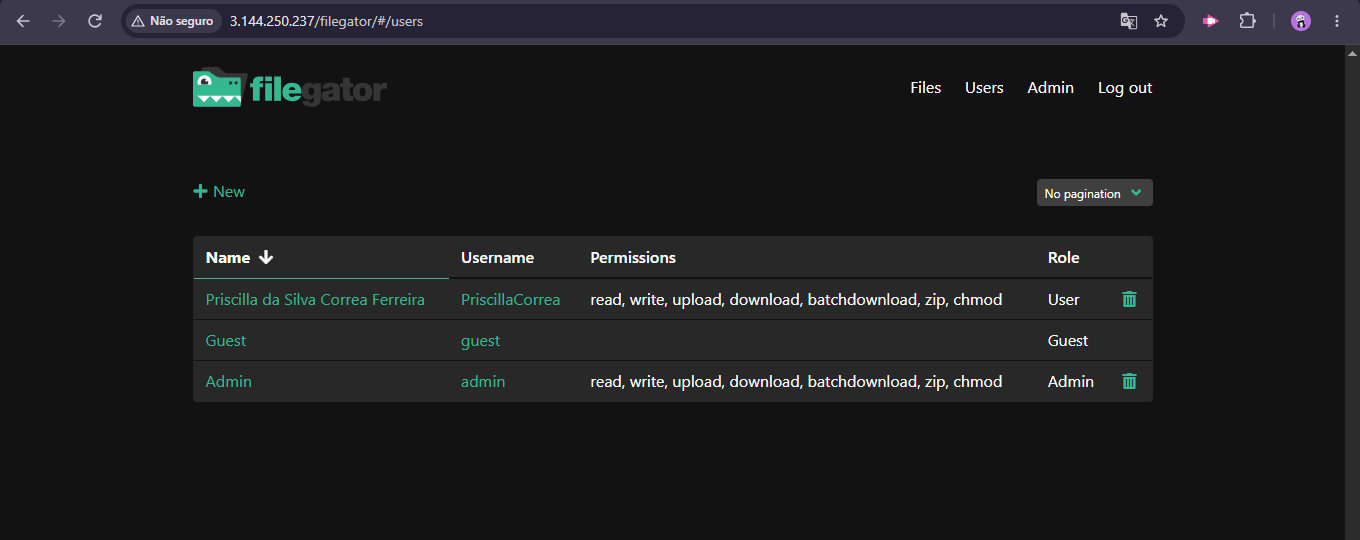 Não seguro 3.144.250.237/filegator/#/users
filegator Files Users Admin Log out
New No pagination
Name Username Permissions Role
Priscilla da Silva Correa Ferreira PriscillaCorrea read, write, upload, download, batchdownload, zip, chmod User
Guest guest Guest
Admin admin read, write, upload, download, batchdownload, zip, chmod Admin